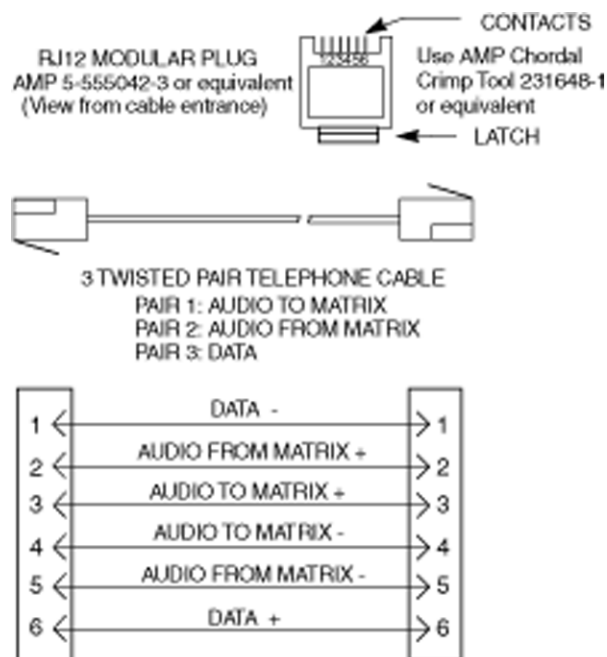 CONTACTS
RJ12 MODULAR PLUG
AMP 5-555042-3 or equivalent
(View from cable entrance)
123456
Use AMP Chordal
Crimp Tool 231648-1
or equivalent
LATCH
3 TWISTED PAIR TELEPHONE CABLE
PAIR 1: AUDIO TO MATRIX
PAIR 2: AUDIO FROM MATRIX
PAIR 3: DATA
1 DATA - 1
2 AUDIO FROM MATRIX + 2
3 AUDIO TO MATRIX + 3
4 AUDIO TO MATRIX - 4
5 AUDIO FROM MATRIX - 5
6 DATA + 6